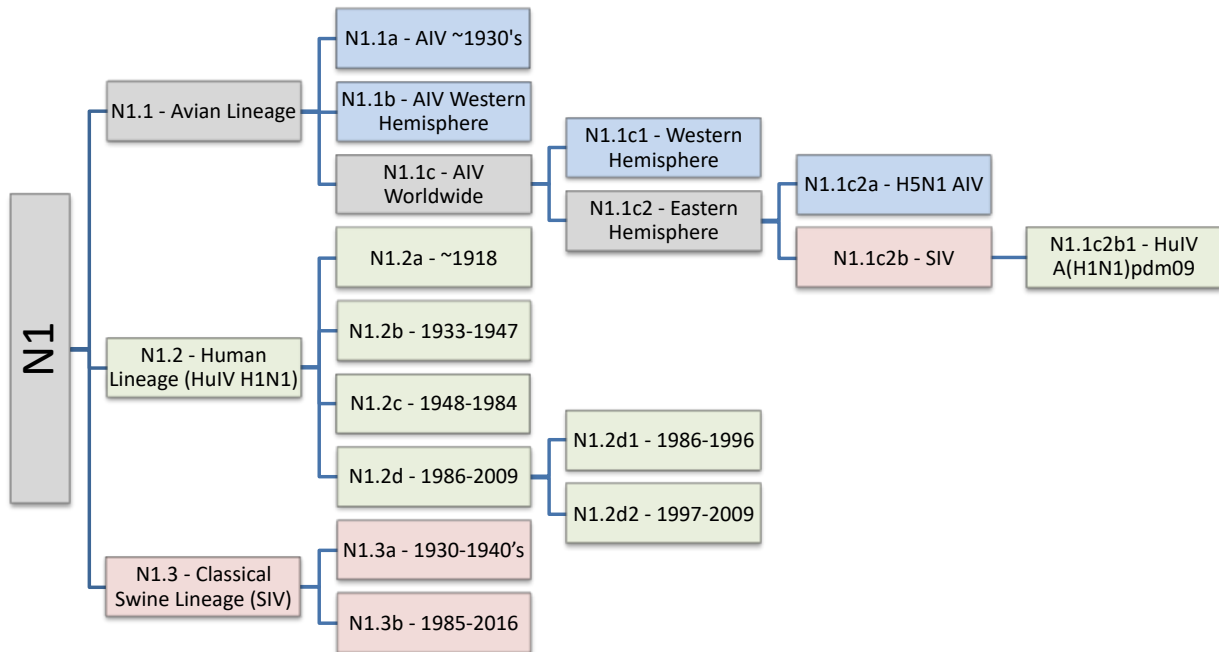 N1
N1.1 - Avian Lineage
N1.1a - AIV ~1930's
N1.1b - AIV Western
Hemisphere
N1.1c - AIV
Worldwide
N1.1c1 - Western
Hemisphere
N1.1c2 - Eastern
Hemisphere
N1.1c2a - H5N1 AIV
N1.1c2b - SIV
N1.1c2b1 - HuIV
A(H1N1)pdm09
N1.2 - Human
Lineage (HuIV H1N1)
N1.2a - ~1918
N1.2b - 1933-1947
N1.2c - 1948-1984
N1.2d - 1986-2009
N1.2d1 - 1986-1996
N1.2d2 - 1997-2009
N1.3 - Classical
Swine Lineage (SIV)
N1.3a - 1930-1940’s
N1.3b - 1985-2016